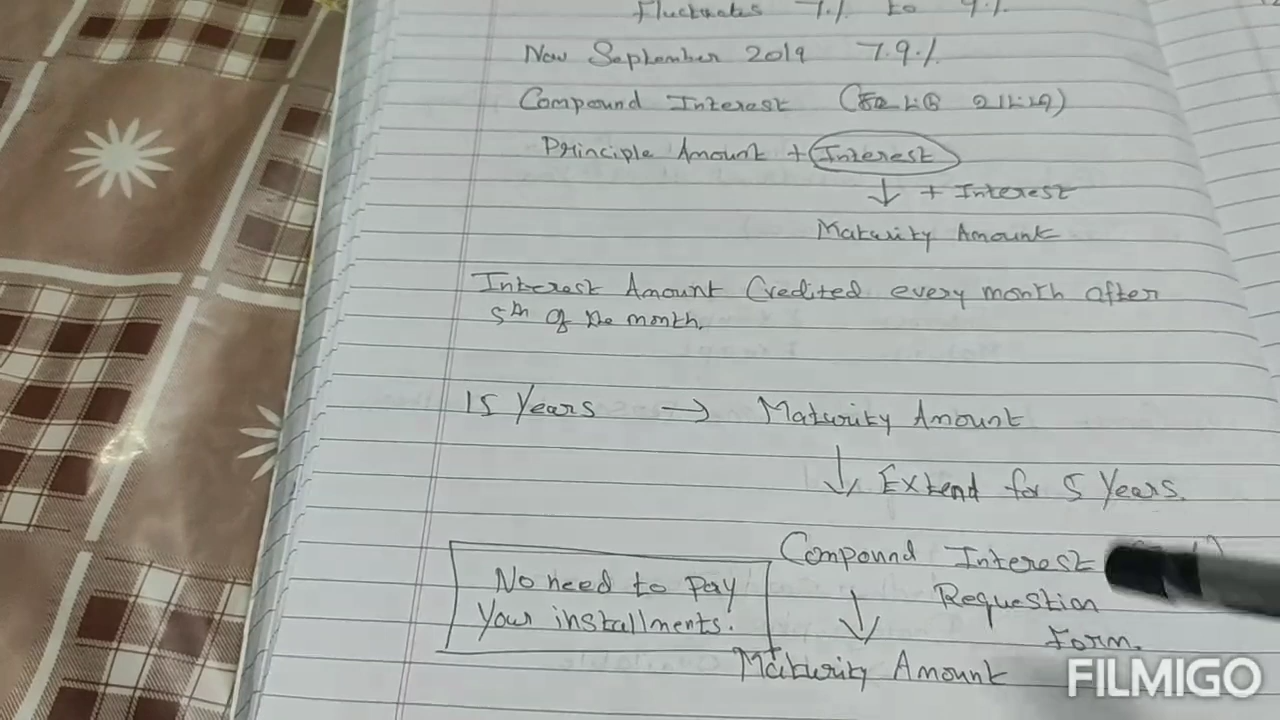 Fluctuates 7.% to 9.%
Now September 2019 7.9.%
Compound Interest
Principle Amount + Interest
↓ + Interest
Maturity Amount
Interest Amount Credited every month after
5th of the month.
15 Years → Maturity Amount
↓ Extend for 5 Years.
Compound Interest
No need to pay
Your installments.
↓ Requestion
Form.
Maturity Amount
FILMIGO